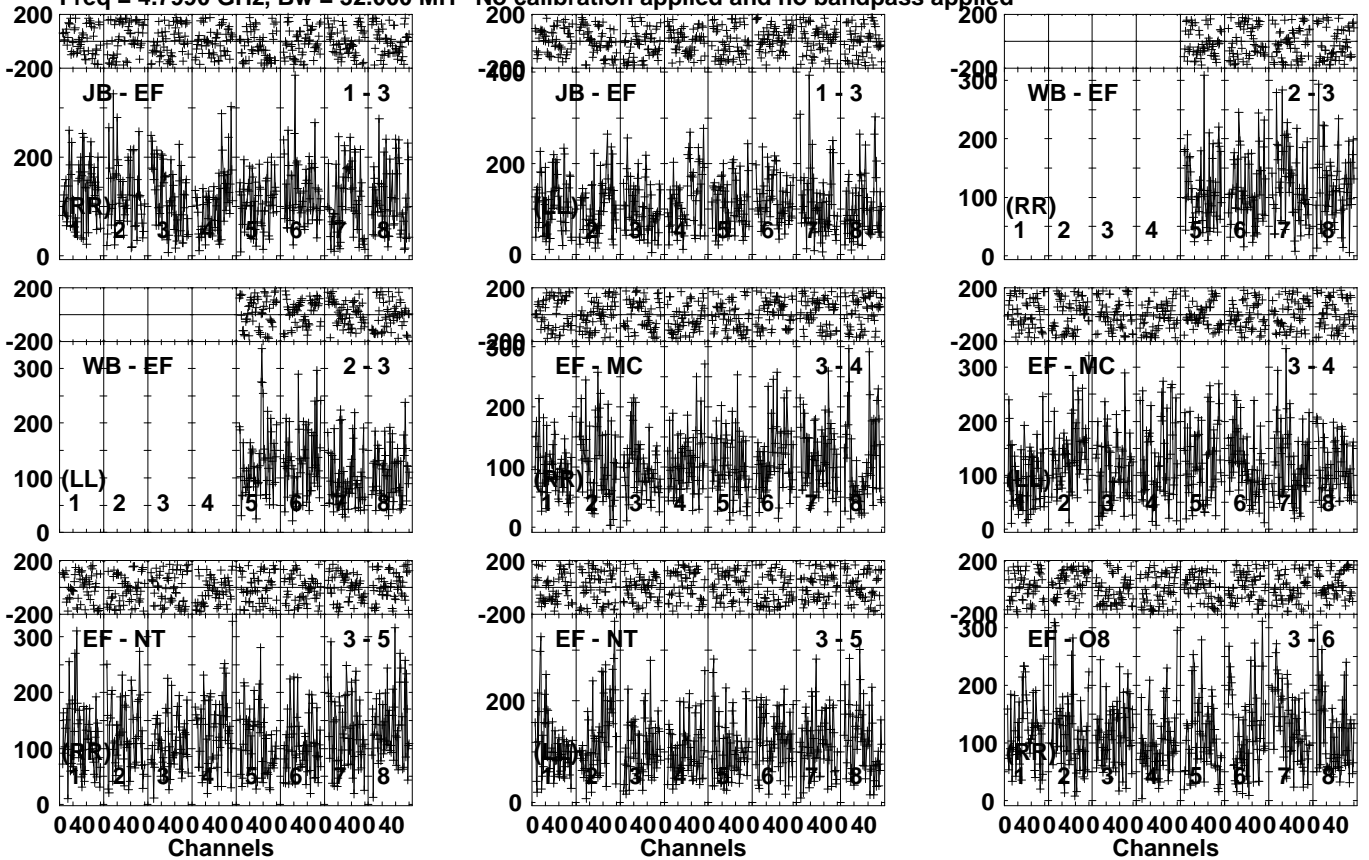 Freq = 4.7990 GHz, Bw = 32.000 MH No calibration applied and no bandpass applied
200 200 200
-200 -200 -200
400 300
JB - EF 1 - 3 JB - EF 1 - 3 WB - EF 2 - 3
200 200 200
100
(RR) (LL) (RR)
1 2 3 4 5 6 7 8 1 2 3 4 5 6 7 8 1 2 3 4 5 6 7 8
0 0 0
200 200 200
-200 -200 -200
300 300 300
WB - EF 2 - 3 EF - MC 3 - 4 EF - MC 3 - 4
200 200 200
100 100 100
(LL) (RR) (LL)
1 2 3 4 5 6 7 8 1 2 3 4 5 6 7 8 1 2 3 4 5 6 7 8
0 0 0
200 200 200
-200 -200 -200
300 300
EF - NT 3 - 5 EF - NT 3 - 5 EF - O8 3 - 6
200 200 200
100 100
(RR) (LL) (RR)
1 2 3 4 5 6 7 8 1 2 3 4 5 6 7 8 1 2 3 4 5 6 7 8
0 0 0
0 40 0 40 0 40 0 40 0 40 0 40 0 40 0 40 0 40 0 40 0 40 0 40 0 40 0 40 0 40 0 40 0 40 0 40 0 40 0 40 0 40 0 40 0 40 0 40
Channels Channels Channels